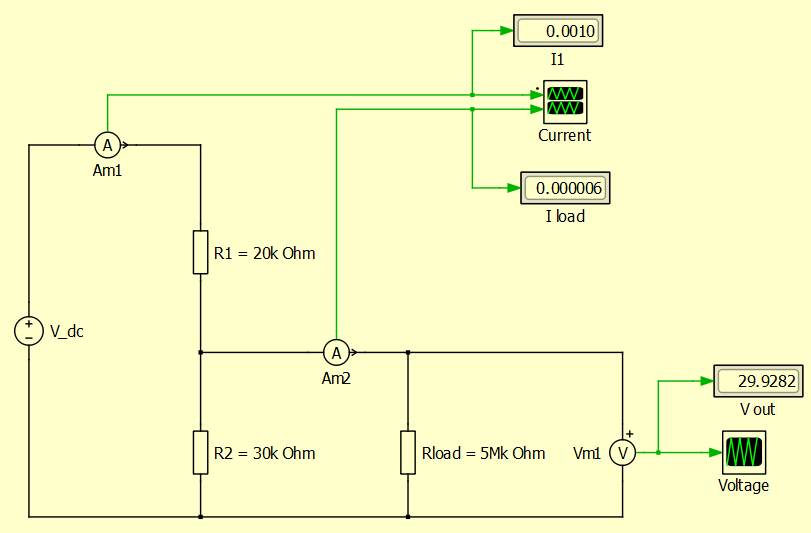 0.0010
I1
Current
A
Am1
0.000006
I load
R1 = 20k Ohm
V_dc
A
Am2
29.9282
V out
R2 = 30k Ohm
Rload = 5Mk Ohm
Vm1
V
Voltage